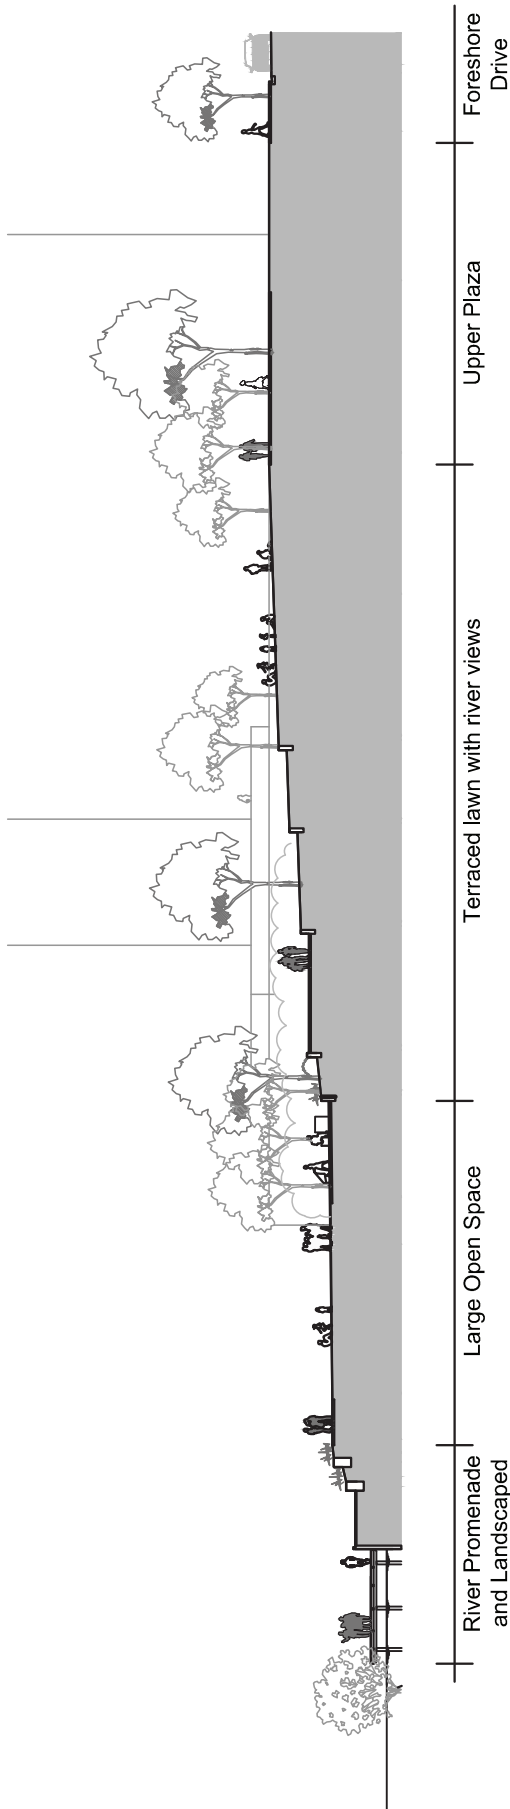 River Promenade
and Landscaped
Large Open Space
Terraced lawn with river views
Upper Plaza
Foreshore
Drive